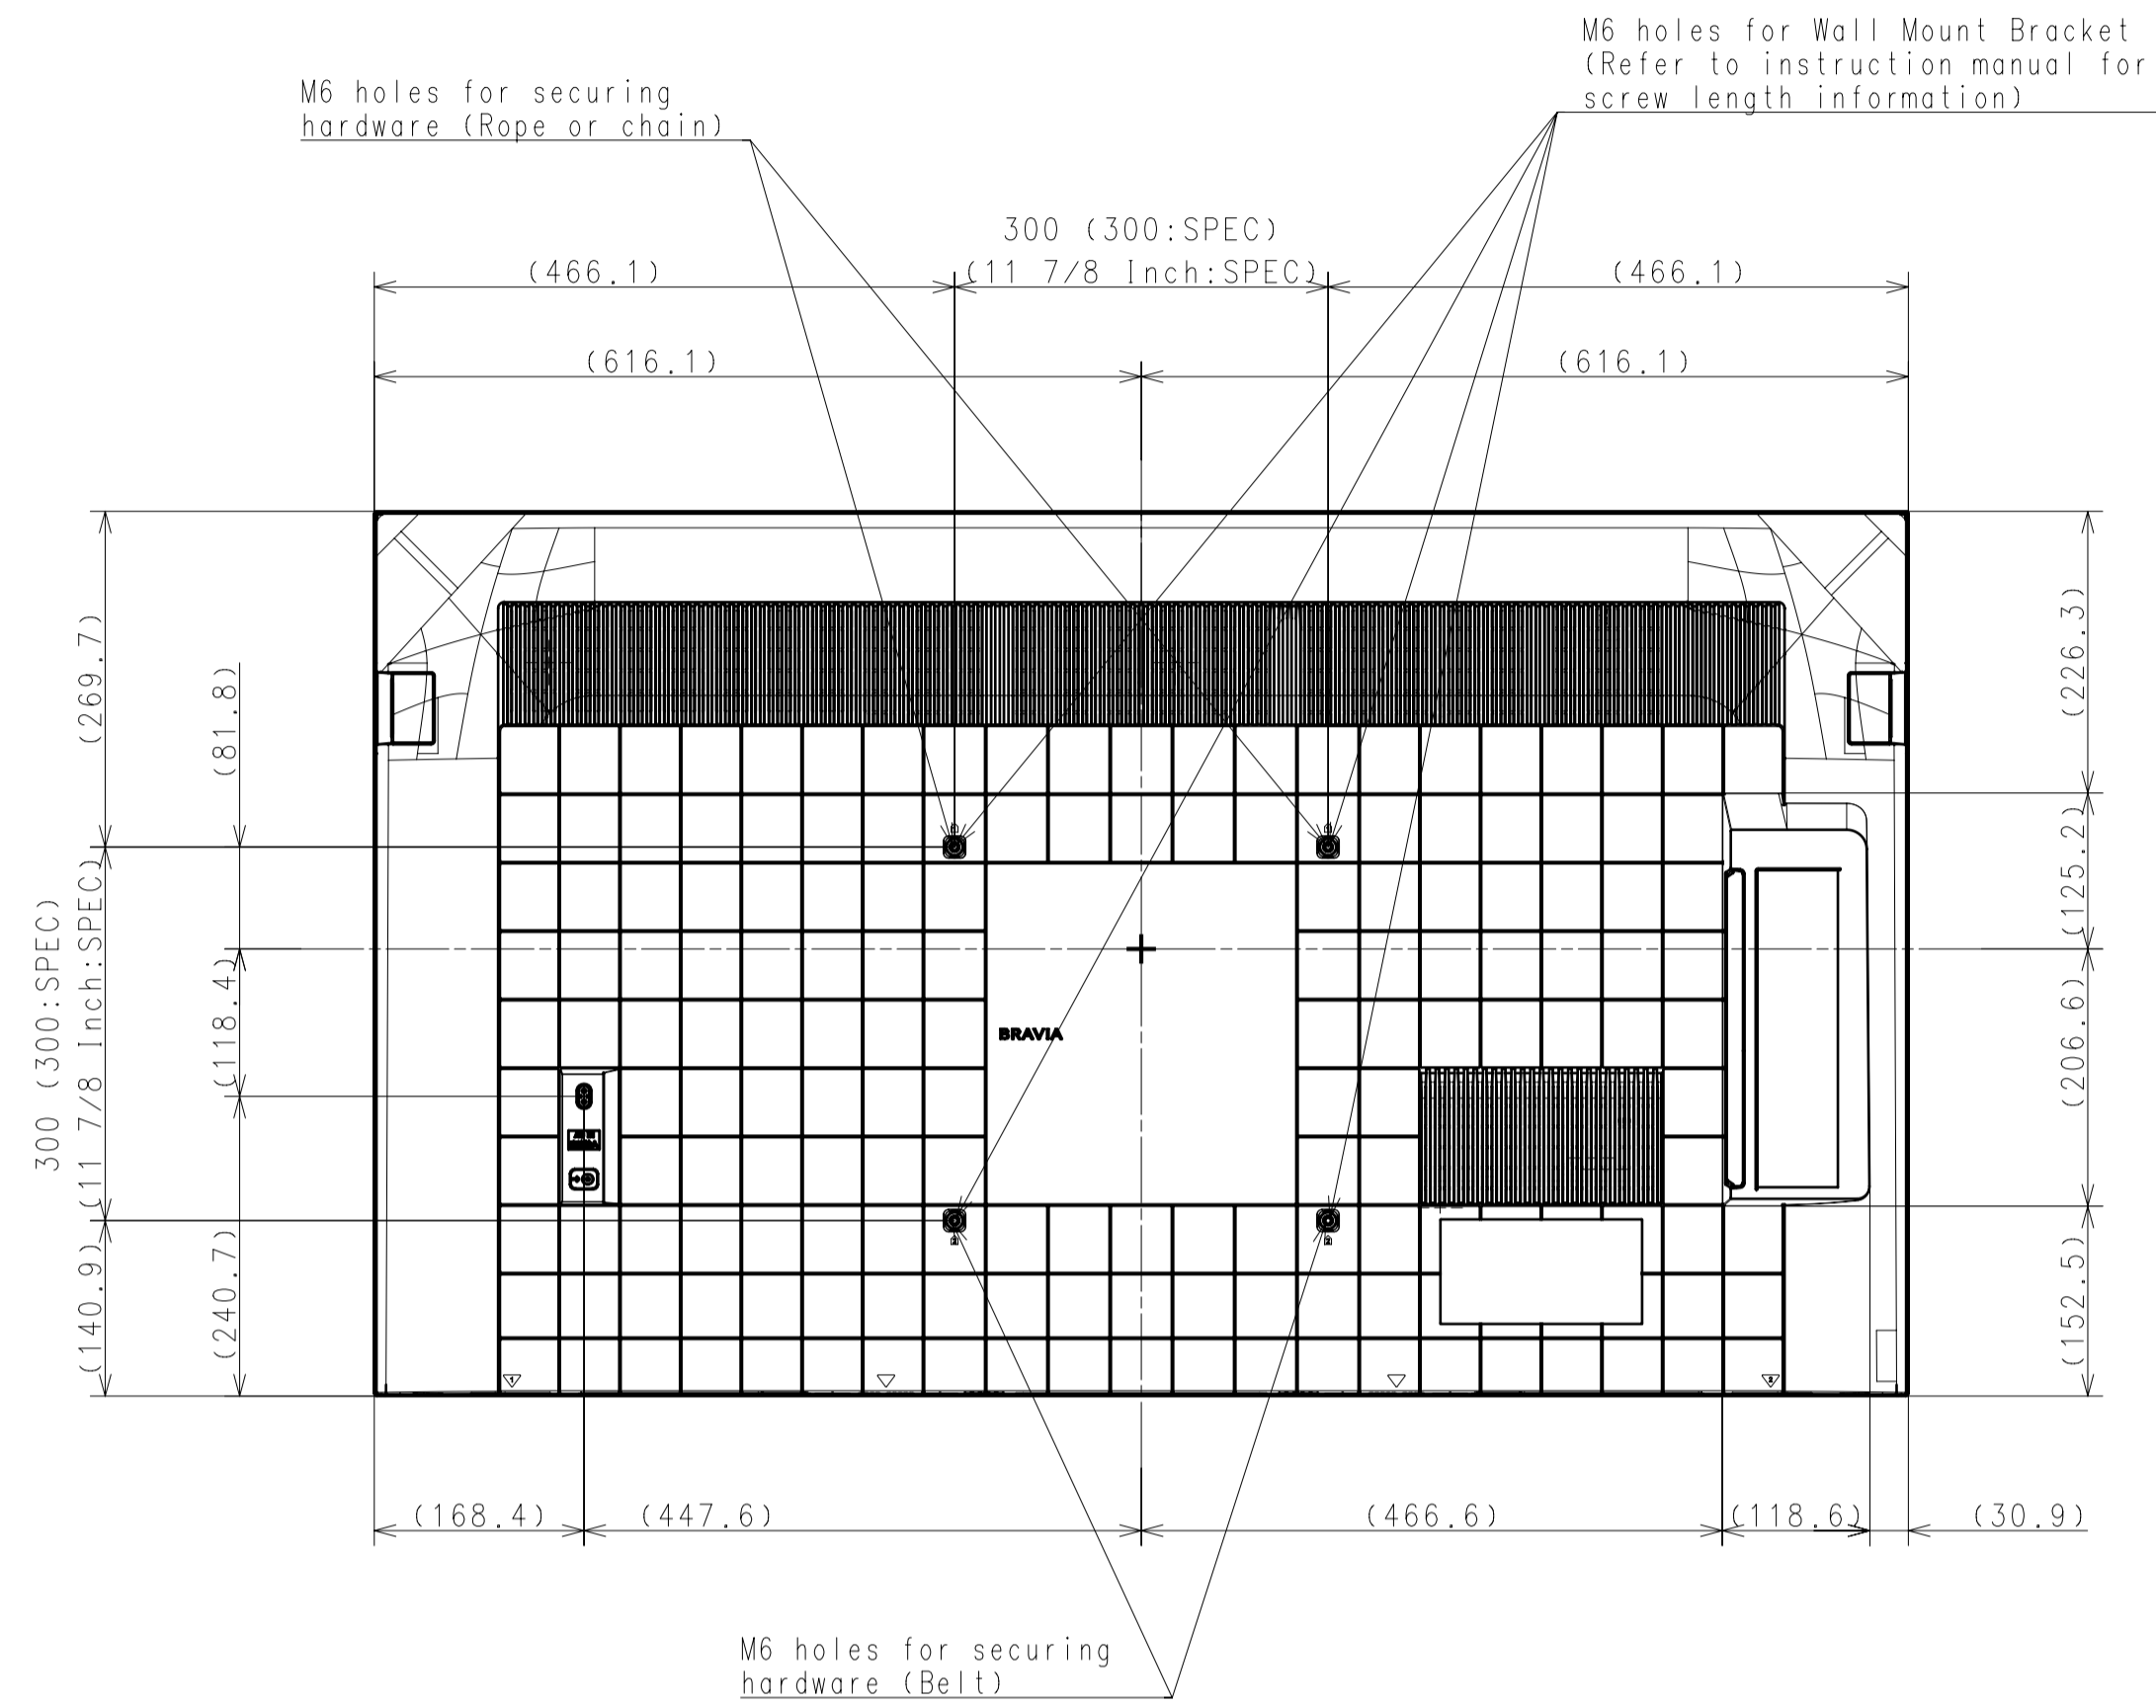 M6 holes for Wall Mount Bracket
(Refer to instruction manual for
screw length information)
M6 holes for securing
hardware (Rope or chain)
300 (300:SPEC)
(466.1)
(11 7/8 Inch:SPEC)
(466.1)
(616.1)
(616.1)
(269.7)
(81.8)
(226.3)
(125.2)
300 (300:SPEC)
(11 7/8 Inch:SPEC)
(118.4)
(206.6)
BRAVIA
(140.9)
(240.7)
(152.5)
2
2
1
2
(168.4)
(447.6)
(466.6)
(118.6)
(30.9)
M6 holes for securing
hardware (Belt)